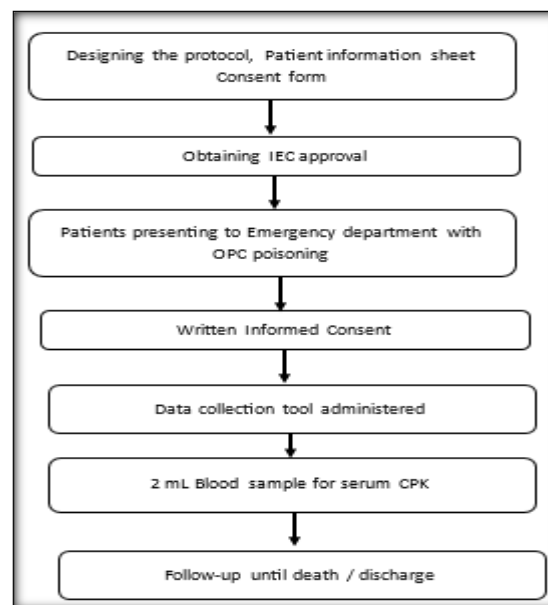 Designing the protocol, Patient information sheet
Consent form
Obtaining IEC approval
Patients presenting to Emergency department with
OPC poisoning
Written Informed Consent
Data collection tool administered
2 mL Blood sample for serum CPK
Follow-up until death / discharge